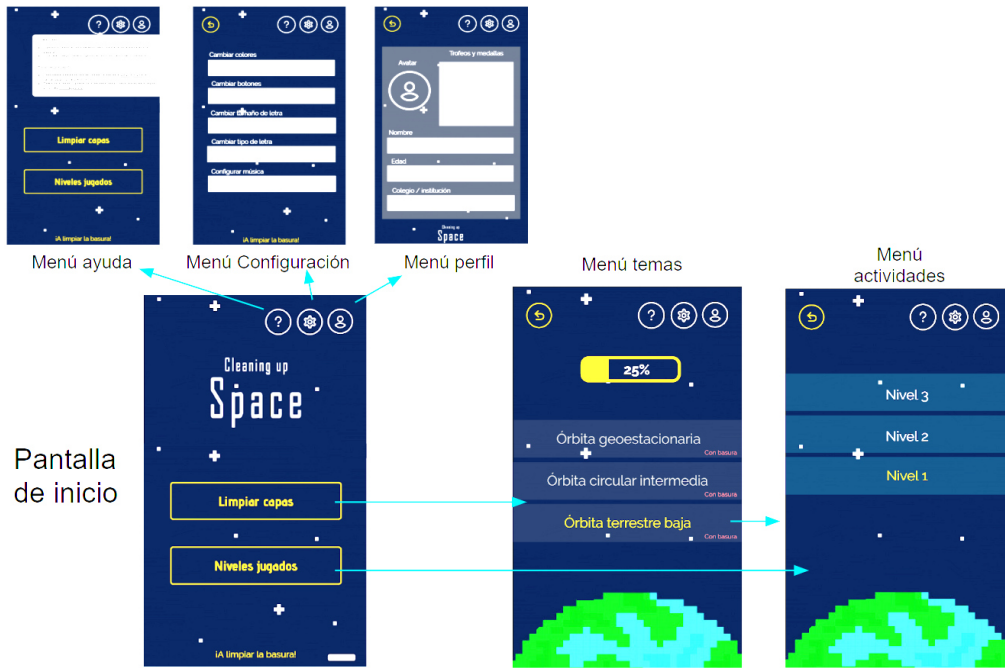 ?
Limpiar capas
Niveles jugados
¡A limpiar la basura!
Menú ayuda
?
Cambiar colores
Cambiar botones
Cambiar tamaño de letra
Cambiar tipo de letra
Configurar música
¡A limpiar la basura!
Menú Configuración
?
Trofeos y medallas
Avatar
Nombre
Edad
Colegio / institución
Cleaning up
Space
Menú perfil
Pantalla
de inicio
?
Cleaning up
Space
Limpiar capas
Niveles jugados
¡A limpiar la basura!
Menú temas
?
25%
Órbita geoestacionaria
Con basura
Órbita circular intermedia
Con basura
Órbita terrestre baja
Con basura
Menú
actividades
?
Nivel 3
Nivel 2
Nivel 1